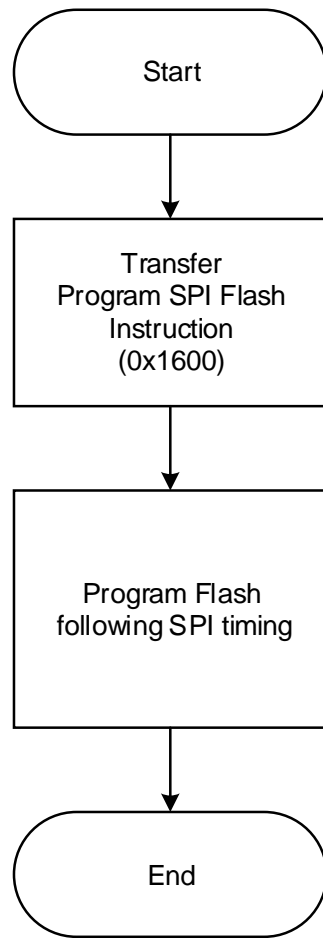 Start
Transfer
Program SPI Flash
Instruction
(0x1600)
Program Flash
following SPI timing
End